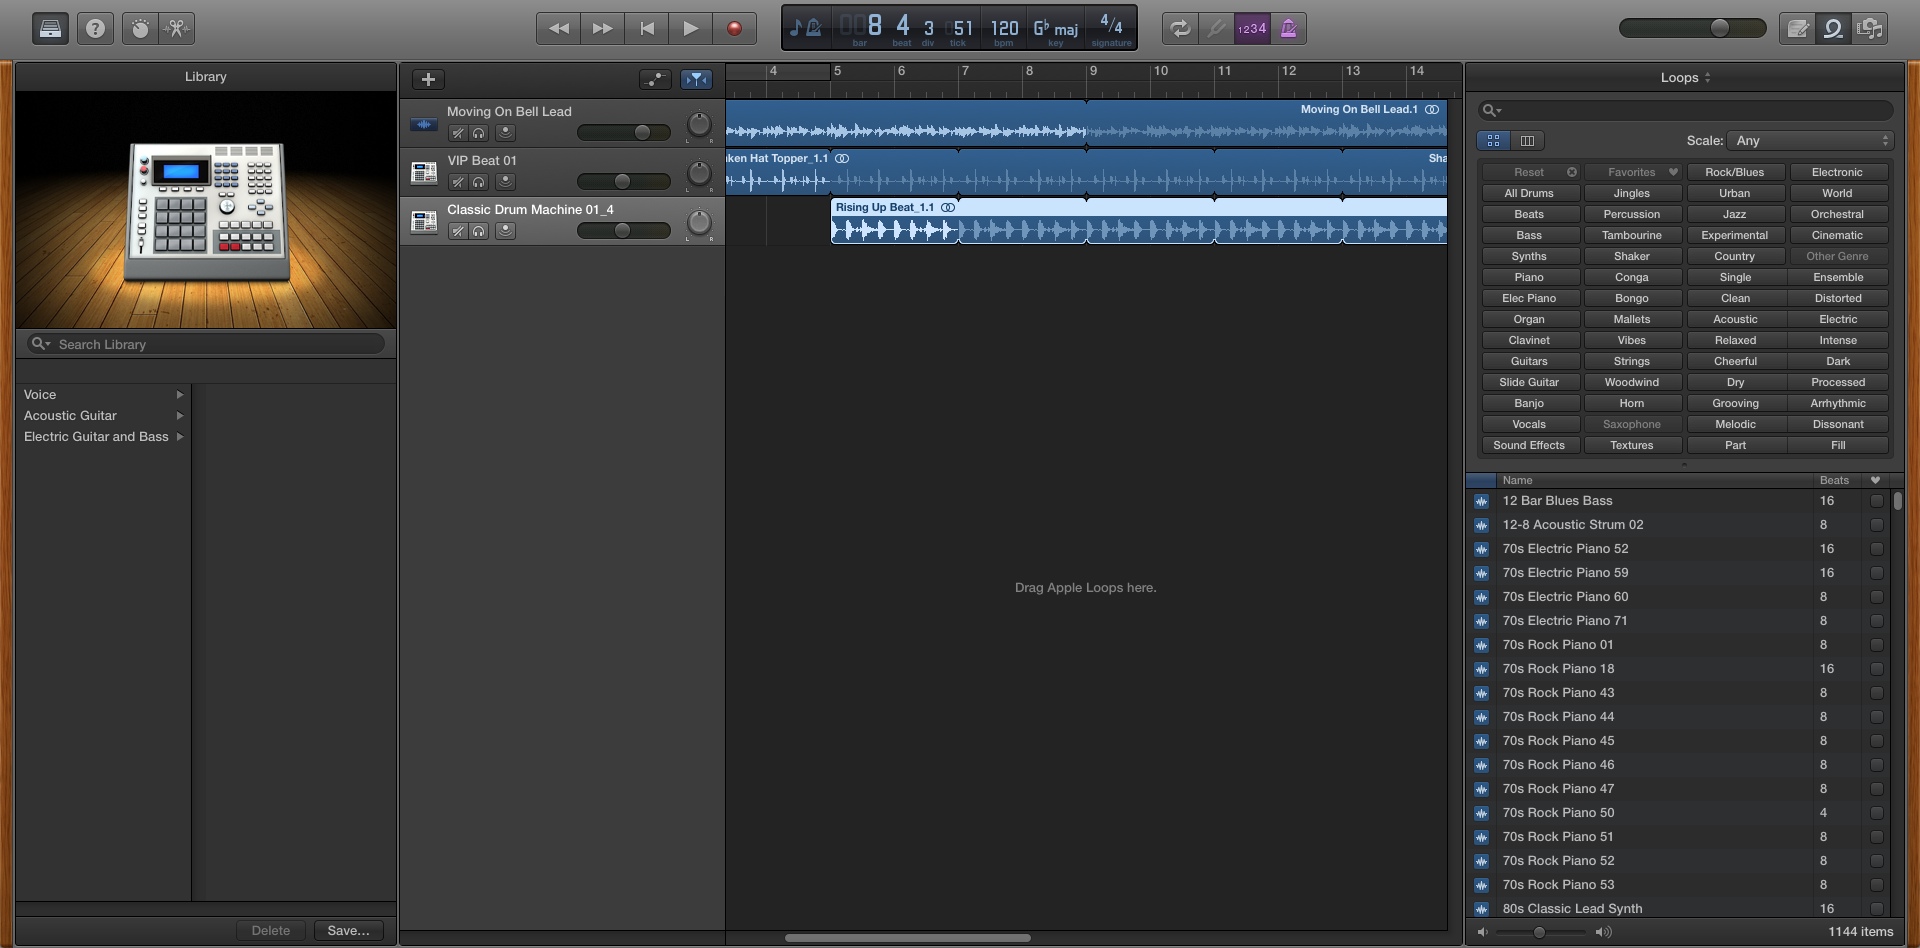 8 4 3 51 120 G♭ maj 4/4
bar beat div tick bpm key signature
1234
Library
Search Library
Voice
Acoustic Guitar
Electric Guitar and Bass
Delete Save...
Moving On Bell Lead
L R
VIP Beat 01
L R
Classic Drum Machine 01_4
L R
4 5 6 7 8 9 10 11 12 13 14
Moving On Bell Lead.1
ken Hat Topper_1.1 Sha
Rising Up Beat_1.1
Drag Apple Loops here.
Loops
Scale: Any
Reset Favorites Rock/Blues Electronic
All Drums Jingles Urban World
Beats Percussion Jazz Orchestral
Bass Tambourine Experimental Cinematic
Synths Shaker Country Other Genre
Piano Conga Single Ensemble
Elec Piano Bongo Clean Distorted
Organ Mallets Acoustic Electric
Clavinet Vibes Relaxed Intense
Guitars Strings Cheerful Dark
Slide Guitar Woodwind Dry Processed
Banjo Horn Grooving Arrhythmic
Vocals Saxophone Melodic Dissonant
Sound Effects Textures Part Fill
Name Beats
12 Bar Blues Bass 16
12-8 Acoustic Strum 02 8
70s Electric Piano 52 16
70s Electric Piano 59 16
70s Electric Piano 60 8
70s Electric Piano 71 8
70s Rock Piano 01 8
70s Rock Piano 18 16
70s Rock Piano 43 8
70s Rock Piano 44 8
70s Rock Piano 45 8
70s Rock Piano 46 8
70s Rock Piano 47 8
70s Rock Piano 50 4
70s Rock Piano 51 8
70s Rock Piano 52 8
70s Rock Piano 53 8
80s Classic Lead Synth 16
1144 items